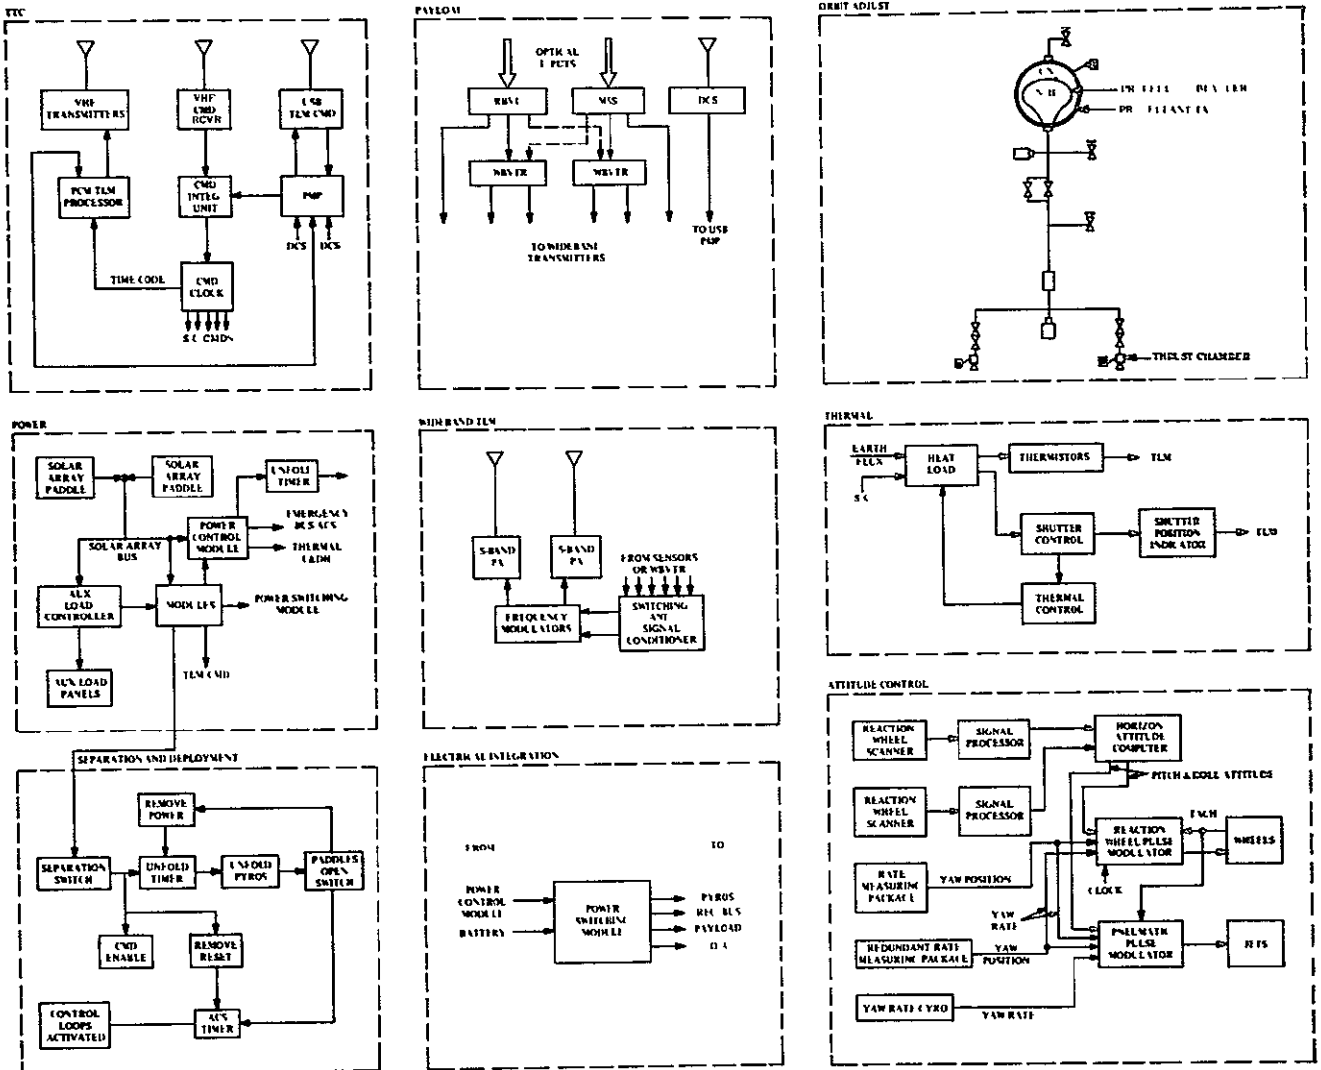 TTC
VHF
TRANSMITTERS
VHF
CMD
RCVR
USB
TLM CMD
PCM TLM
PROCESSOR
CMD
INTEG
UNIT
PMP
DCS
DCS
TIME CODE
CMD
CLOCK
S/C CMDS
OPTICAL
RBV
MSS
DCS
WBVTR
WBVTR
TO WIDEBAND
TRANSMITTERS
TO USB
PMP
ORBIT ADJUST
THRUST CHAMBER
POWER
SOLAR
ARRAY
PADDLE
SOLAR
ARRAY
PADDLE
UNFOLD
TIMER
POWER
CONTROL
MODULE
EMERGENCY
BUS ACS
THERMAL
C&DH
SOLAR ARRAY
BUS
AUX
LOAD
CONTROLLER
MODULES
POWER SWITCHING
MODULE
AUX LOAD
PANELS
TLM CMD
WIDEBAND TLM
S-BAND
PA
S-BAND
PA
FROM SENSORS
OR WBVTR
FREQUENCY
MODULATORS
SWITCHING
AND
SIGNAL
CONDITIONER
THERMAL
EARTH
FLUX
S/C
HEAT
LOAD
THERMISTORS
TLM
SHUTTER
CONTROL
SHUTTER
POSITION
INDICATOR
THERMAL
CONTROL
SEPARATION AND DEPLOYMENT
REMOVE
POWER
SEPARATION
SWITCH
UNFOLD
TIMER
UNFOLD
PYROS
PADDLES
OPEN
SWITCH
CMD
ENABLE
REMOVE
RESET
CONTROL
LOOPS
ACTIVATED
ACS
TIMER
ELECTRICAL INTEGRATION
FROM
TO
POWER
CONTROL
MODULE
BATTERY
POWER
SWITCHING
MODULE
PYROS
REG BUS
PAYLOAD
ATTITUDE CONTROL
REACTION
WHEEL
SCANNER
SIGNAL
PROCESSOR
HORIZON
ATTITUDE
COMPUTER
PITCH & ROLL ATTITUDE
REACTION
WHEEL
SCANNER
SIGNAL
PROCESSOR
TACH
REACTION
WHEEL PULSE
MODULATOR
WHEELS
RATE
MEASURING
PACKAGE
YAW POSITION
CLOCK
YAW
RATE
REDUNDANT RATE
MEASURING PACKAGE
YAW
POSITION
PNEUMATIC
PULSE
MODULATOR
JETS
YAW RATE GYRO
YAW RATE